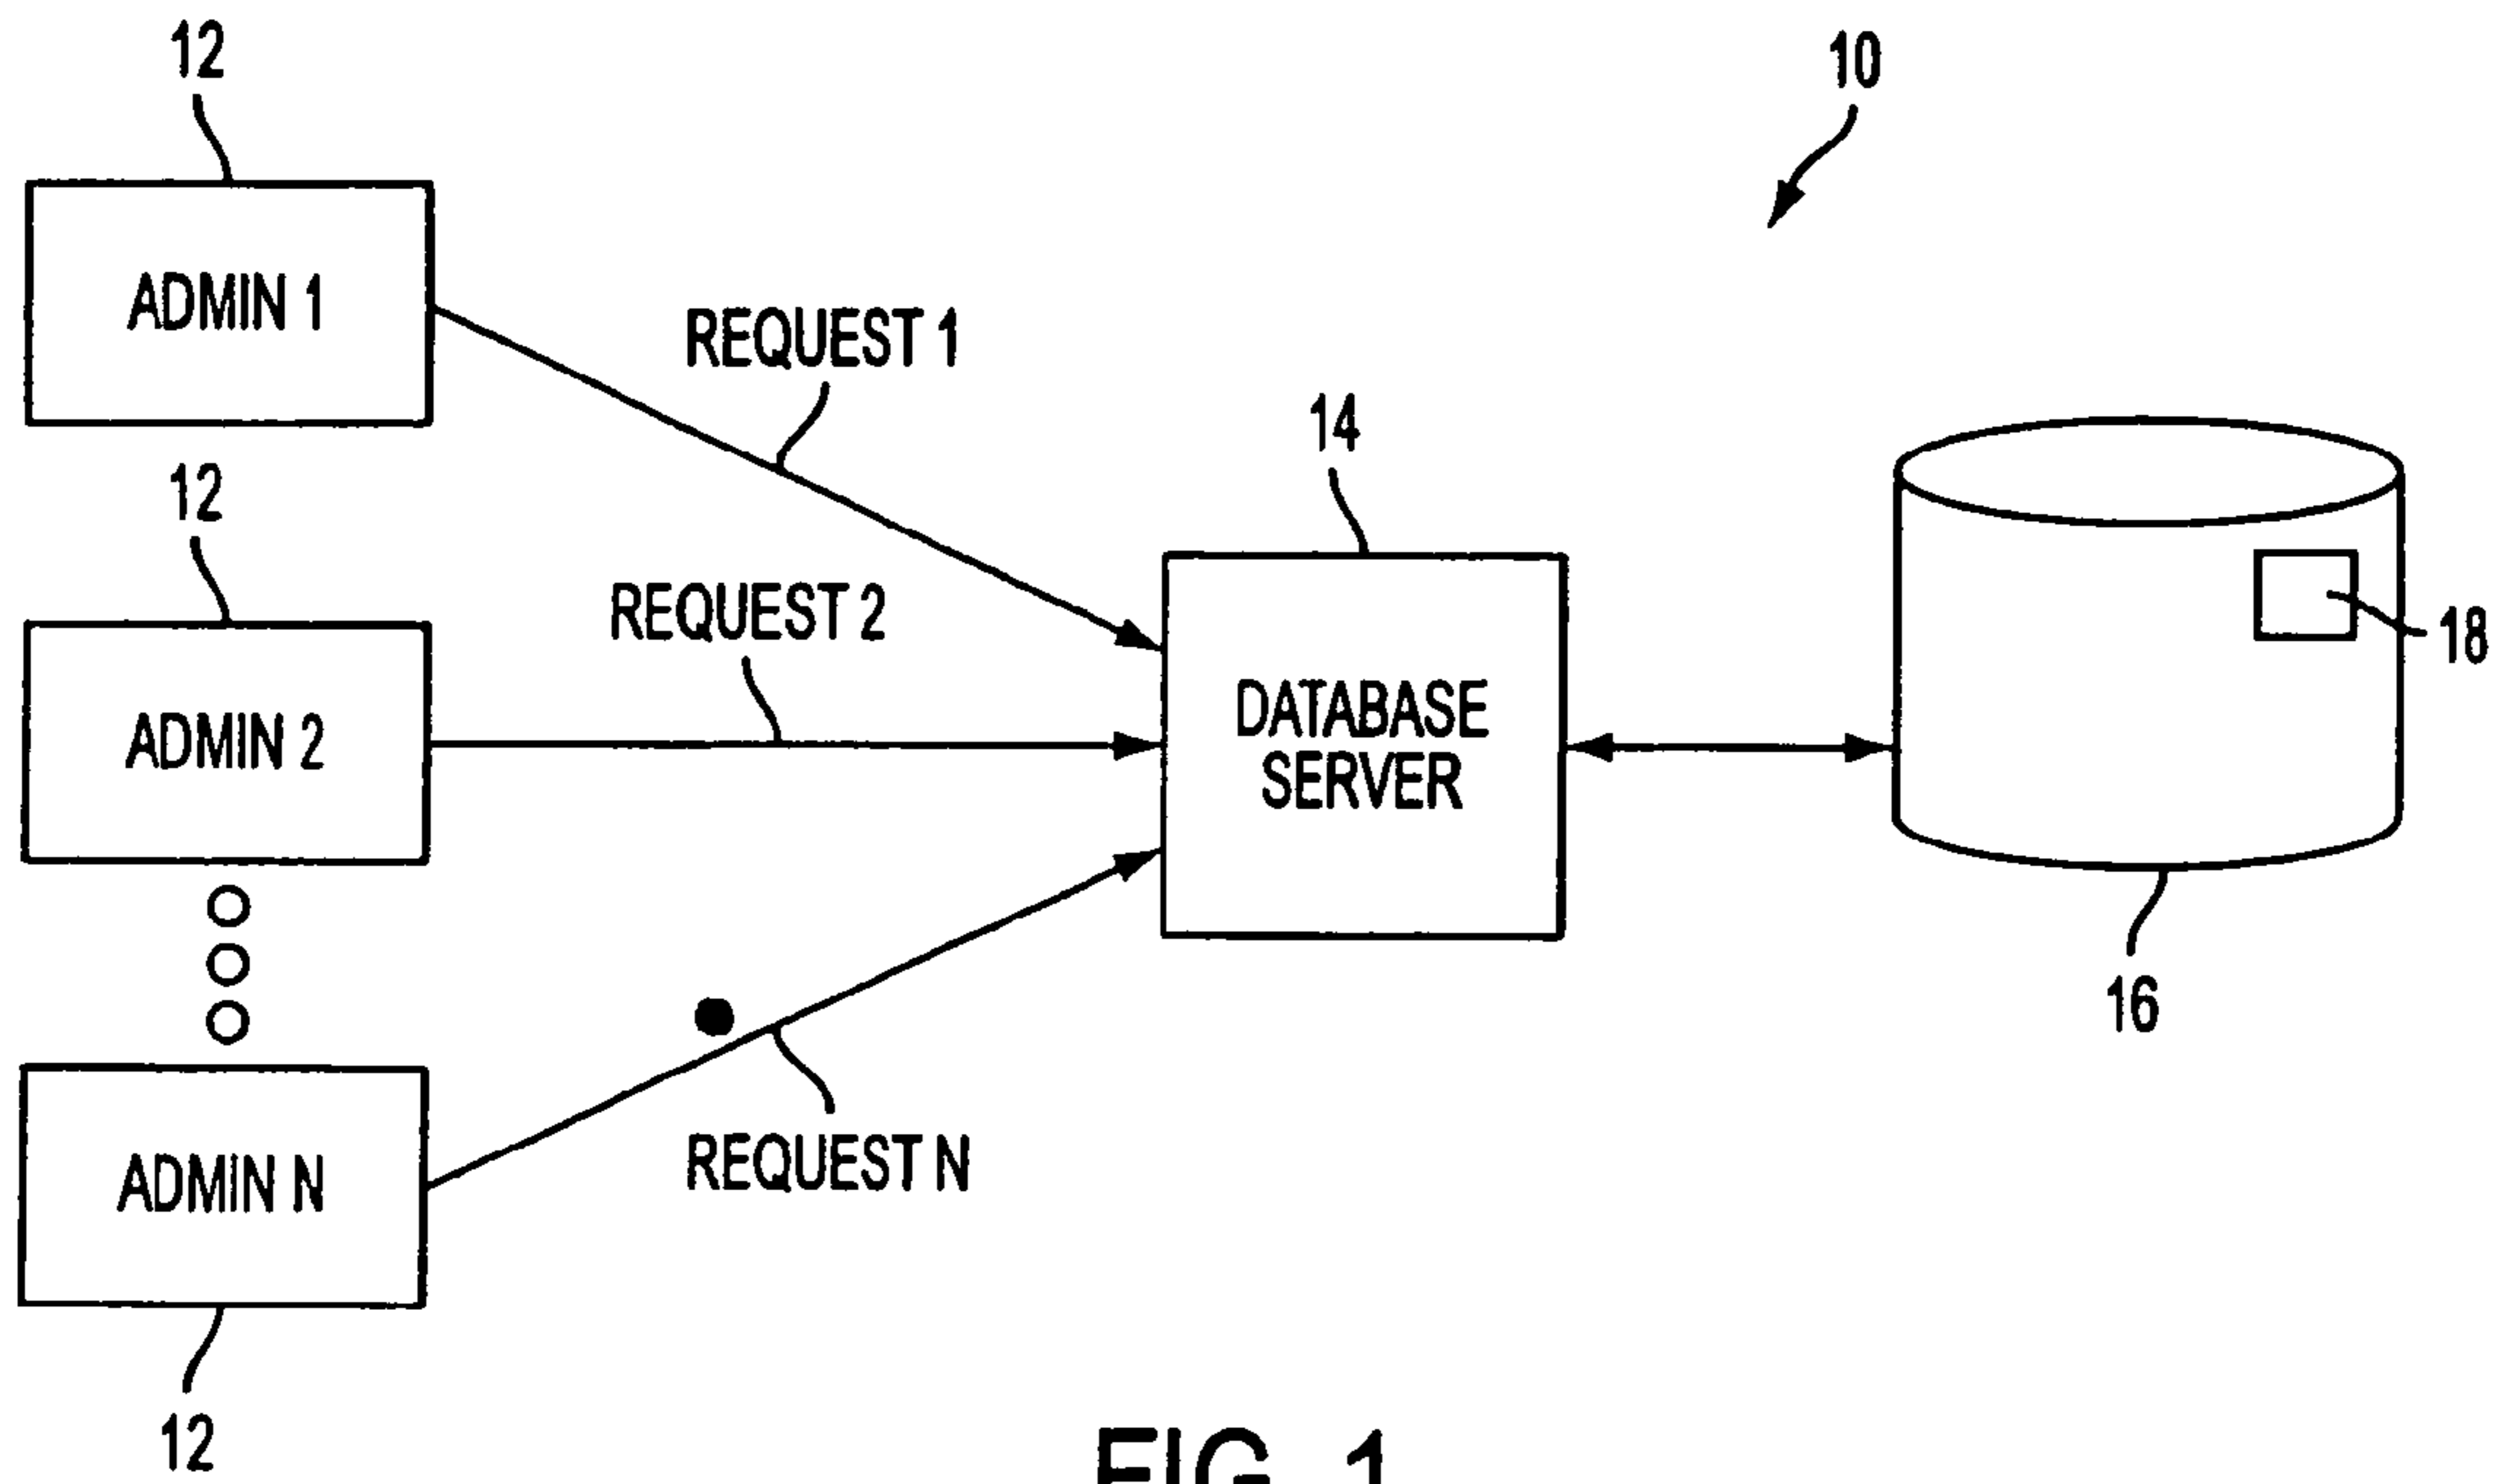 12
10
ADMIN 1
REQUEST 1
14
12
REQUEST 2
18
ADMIN 2
DATABASE
SERVER
16
REQUEST N
ADMIN N
12
FIG. 1